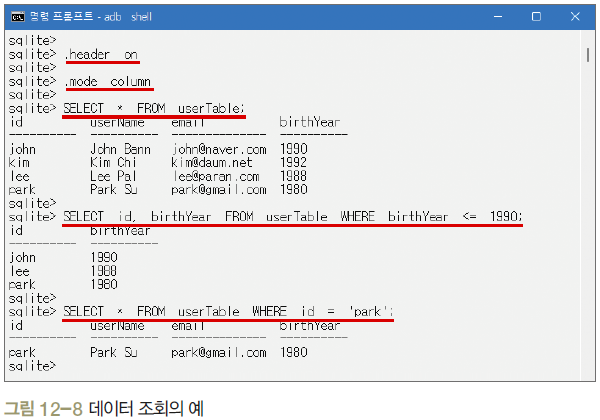 명령 프롬프트 - adb shell
sqlite>
sqlite> .header on
sqlite>
sqlite> .mode column
sqlite>
sqlite> SELECT * FROM userTable;
id userName email birthYear
---------- ---------- -------------- ----------
john John Bann john@naver.com 1990
kim Kim Chi kim@daum.net 1992
lee Lee Pal lee@paran.com 1988
park Park Su park@gmail.com 1980
sqlite>
sqlite> SELECT id, birthYear FROM userTable WHERE birthYear <= 1990;
id birthYear
---------- ----------
john 1990
lee 1988
park 1980
sqlite>
sqlite> SELECT * FROM userTable WHERE id = 'park';
id userName email birthYear
---------- ---------- -------------- ----------
park Park Su park@gmail.com 1980
sqlite>
그림 12-8 데이터 조회의 예